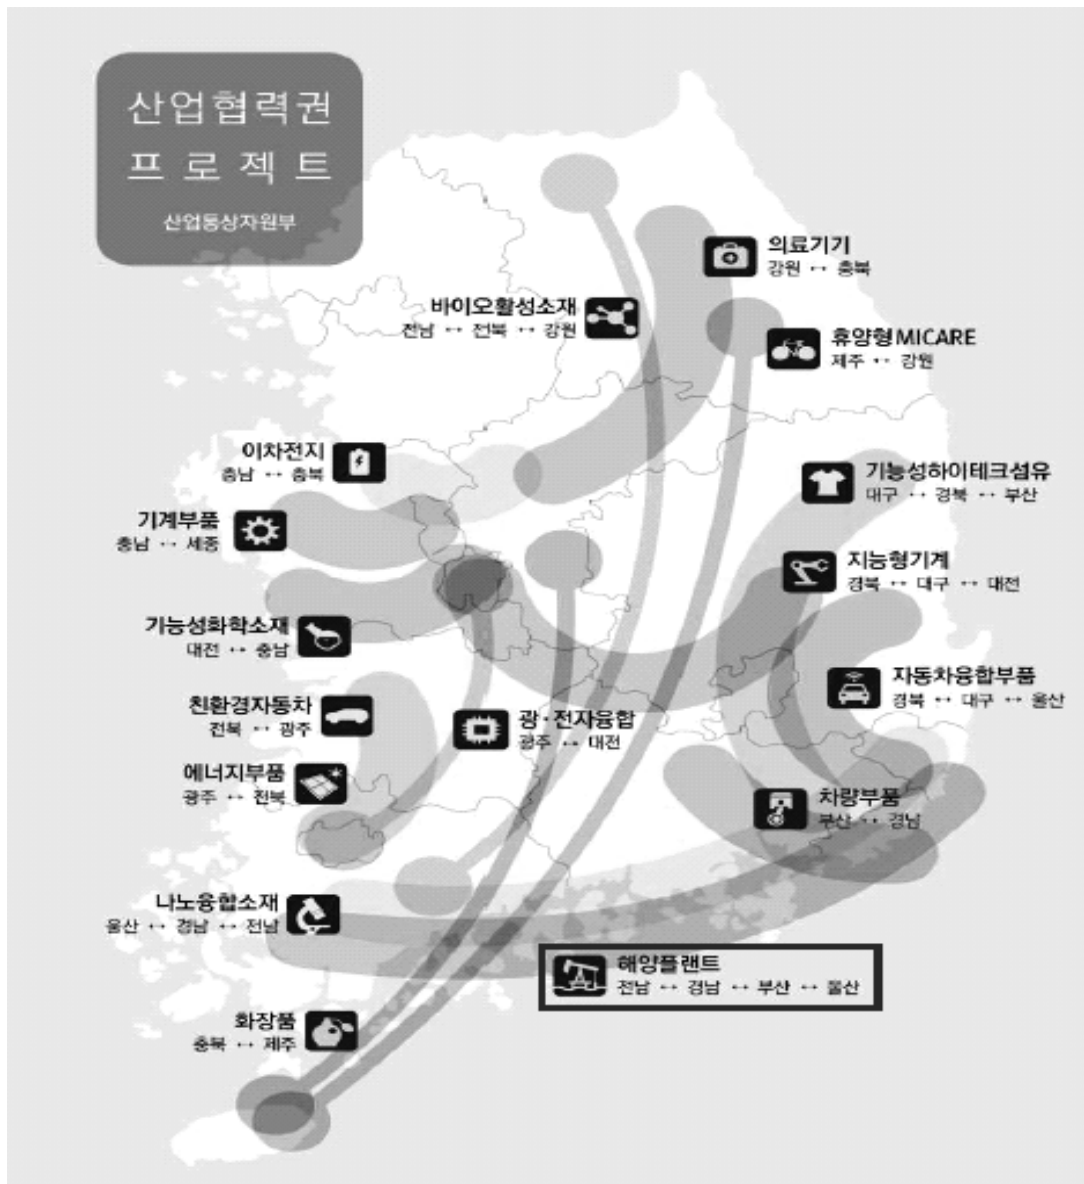 산업협력권
프로젝트
산업통상자원부
의료기기
강원 ↔ 충북
바이오활성소재
전남 ↔ 전북 ↔ 강원
휴양형MICARE
제주 ↔ 강원
이차전지
충남 ↔ 충북
기능성하이테크섬유
대구 ↔ 경북 ↔ 부산
기계부품
충남 ↔ 세종
지능형기계
경북 ↔ 대구 ↔ 대전
기능성화학소재
대전 ↔ 충남
자동차융합부품
경북 ↔ 대구 ↔ 울산
친환경자동차
전북 ↔ 광주
광·전자융합
광주 ↔ 대전
에너지부품
광주 ↔ 전북
차량부품
부산 ↔ 경남
나노융합소재
울산 ↔ 경남 ↔ 전남
해양플랜트
전남 ↔ 경남 ↔ 부산 ↔ 울산
화장품
충북 ↔ 제주